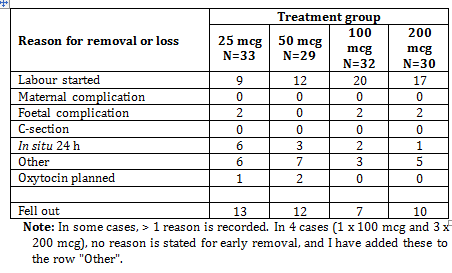 Treatment group
Reason for removal or loss 25 mcg N=33 50 mcg N=29 100 mcg N=32 200 mcg N=30
Labour started 9 12 20 17
Maternal complication 0 0 0 0
Foetal complication 2 0 2 2
C-section 0 0 0 0
In situ 24 h 6 3 2 1
Other 6 7 3 5
Oxytocin planned 1 2 0 0
Fell out 13 12 7 10
Note: In some cases, > 1 reason is recorded. In 4 cases (1 x 100 mcg and 3 x
200 mcg), no reason is stated for early removal, and I have added these to
the row "Other".